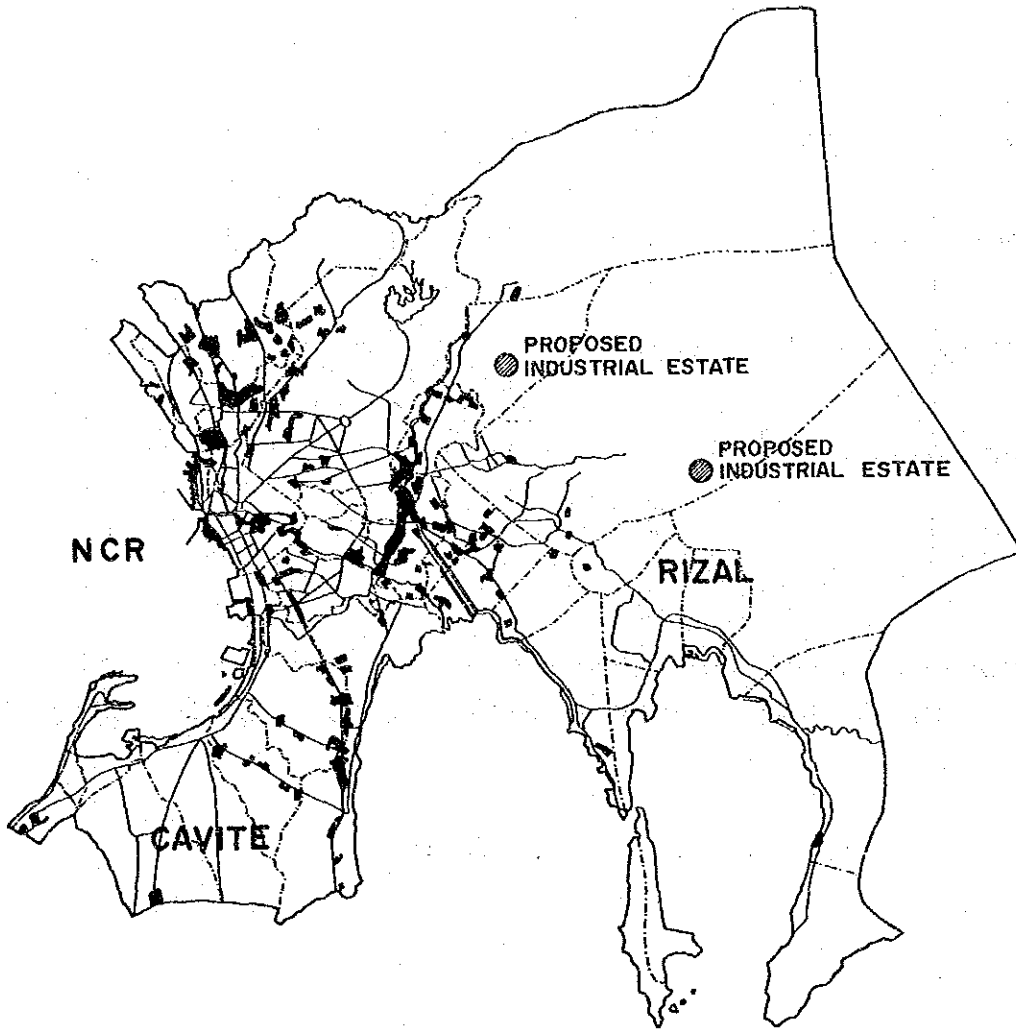 PROPOSED
INDUSTRIAL ESTATE
PROPOSED
INDUSTRIAL ESTATE
NCR
RIZAL
CAVITE